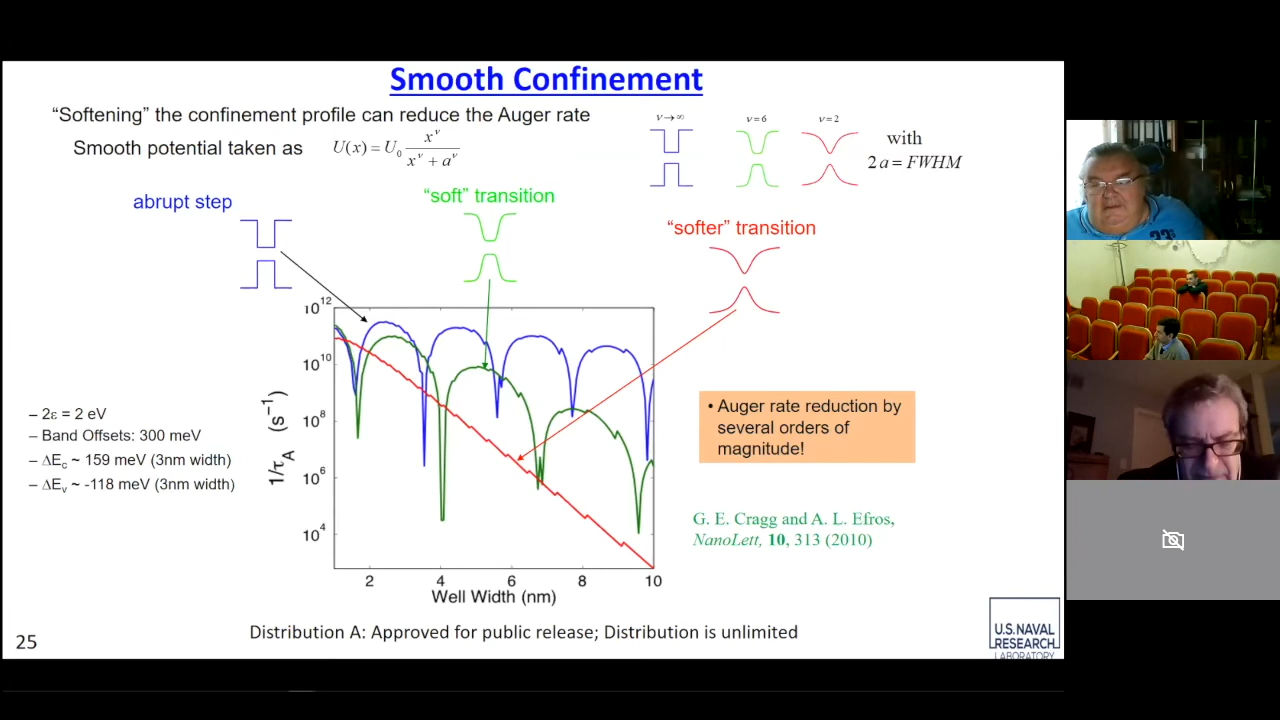 Smooth Confinement
“Softening” the confinement profile can reduce the Auger rate
Smooth potential taken as
U(x) = U₀ x^ν / (x^ν + a^ν)
ν→∞
ν=6
ν=2
with
2a = FWHM
abrupt step
“soft” transition
“softer” transition
– 2ε = 2 eV
– Band Offsets: 300 meV
– ΔE_c ~ 159 meV (3nm width)
– ΔE_v ~ -118 meV (3nm width)
1/τ_A (s⁻¹)
10¹²
10¹⁰
10⁸
10⁶
10⁴
2 4 6 8 10
Well Width (nm)
• Auger rate reduction by
several orders of
magnitude!
G. E. Cragg and A. L. Efros,
NanoLett, 10, 313 (2010)
Distribution A: Approved for public release; Distribution is unlimited
25
U.S. NAVAL
RESEARCH
LABORATORY
23